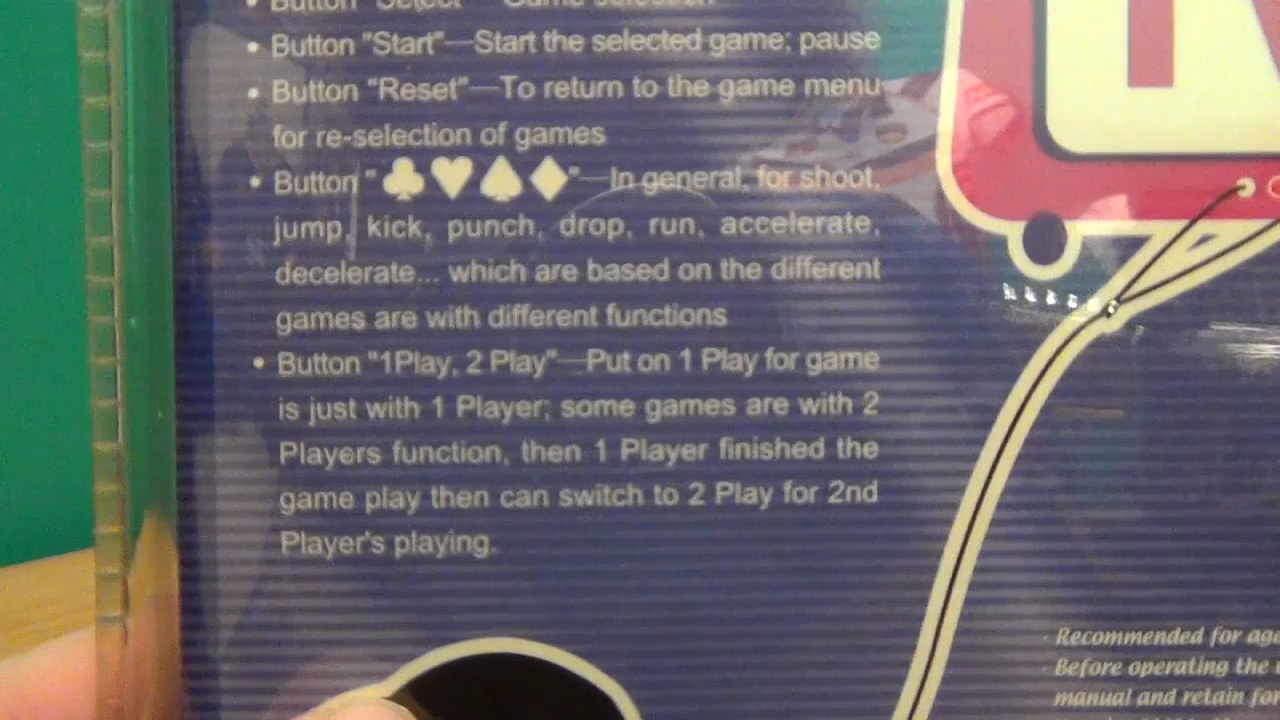 Button "Select"—Game selection
• Button "Start"—Start the selected game; pause
• Button "Reset"—To return to the game menu
for re-selection of games
• Button "♣♥♠♦"—In general, for shoot,
jump, kick, punch, drop, run, accelerate,
decelerate... which are based on the different
games are with different functions
• Button "1Play, 2 Play"—Put on 1 Play for game
is just with 1 Player; some games are with 2
Players function, then 1 Player finished the
game play then can switch to 2 Play for 2nd
Player's playing.
· Recommended for
· Before operating the
manual and retain for